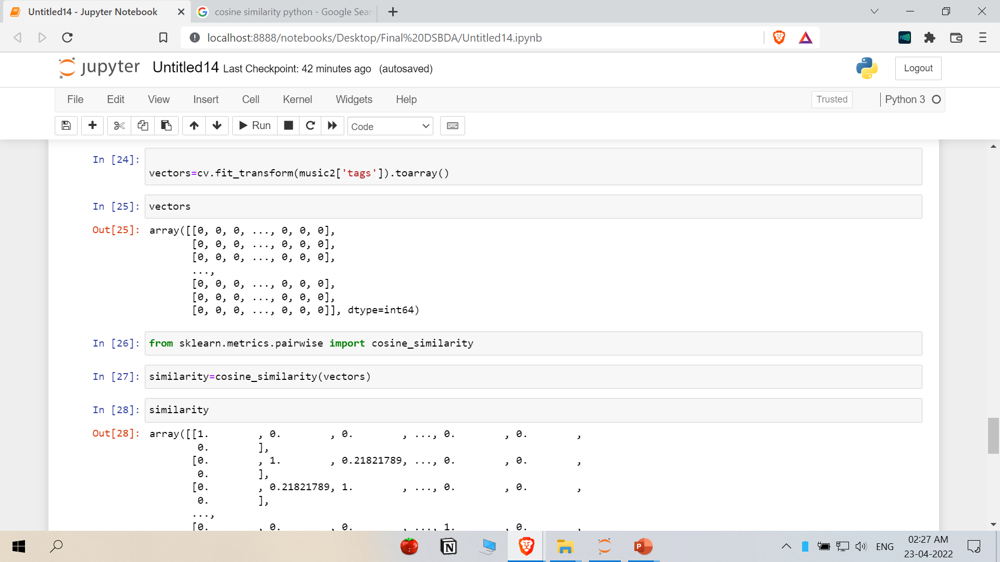 Untitled14 - Jupyter Notebook
cosine similarity python - Google Sear
localhost:8888/notebooks/Desktop/Final%20DSBDA/Untitled14.ipynb
jupyter Untitled14 Last Checkpoint: 42 minutes ago (autosaved)
Logout
File Edit View Insert Cell Kernel Widgets Help
Trusted
Python 3
Run
Code
In [24]:
vectors=cv.fit_transform(music2['tags']).toarray()
In [25]: vectors
Out[25]: array([[0, 0, 0, ..., 0, 0, 0],
[0, 0, 0, ..., 0, 0, 0],
[0, 0, 0, ..., 0, 0, 0],
...,
[0, 0, 0, ..., 0, 0, 0],
[0, 0, 0, ..., 0, 0, 0],
[0, 0, 0, ..., 0, 0, 0]], dtype=int64)
In [26]: from sklearn.metrics.pairwise import cosine_similarity
In [27]: similarity=cosine_similarity(vectors)
In [28]: similarity
Out[28]: array([[1. , 0. , 0. , ..., 0. , 0. ,
0. ],
[0. , 1. , 0.21821789, ..., 0. , 0. ,
0. ],
[0. , 0.21821789, 1. , ..., 0. , 0. ,
0. ],
...,
[0. , 0. , 0. , ..., 1. , 0. ,
N
P
ENG
02:27 AM
23-04-2022